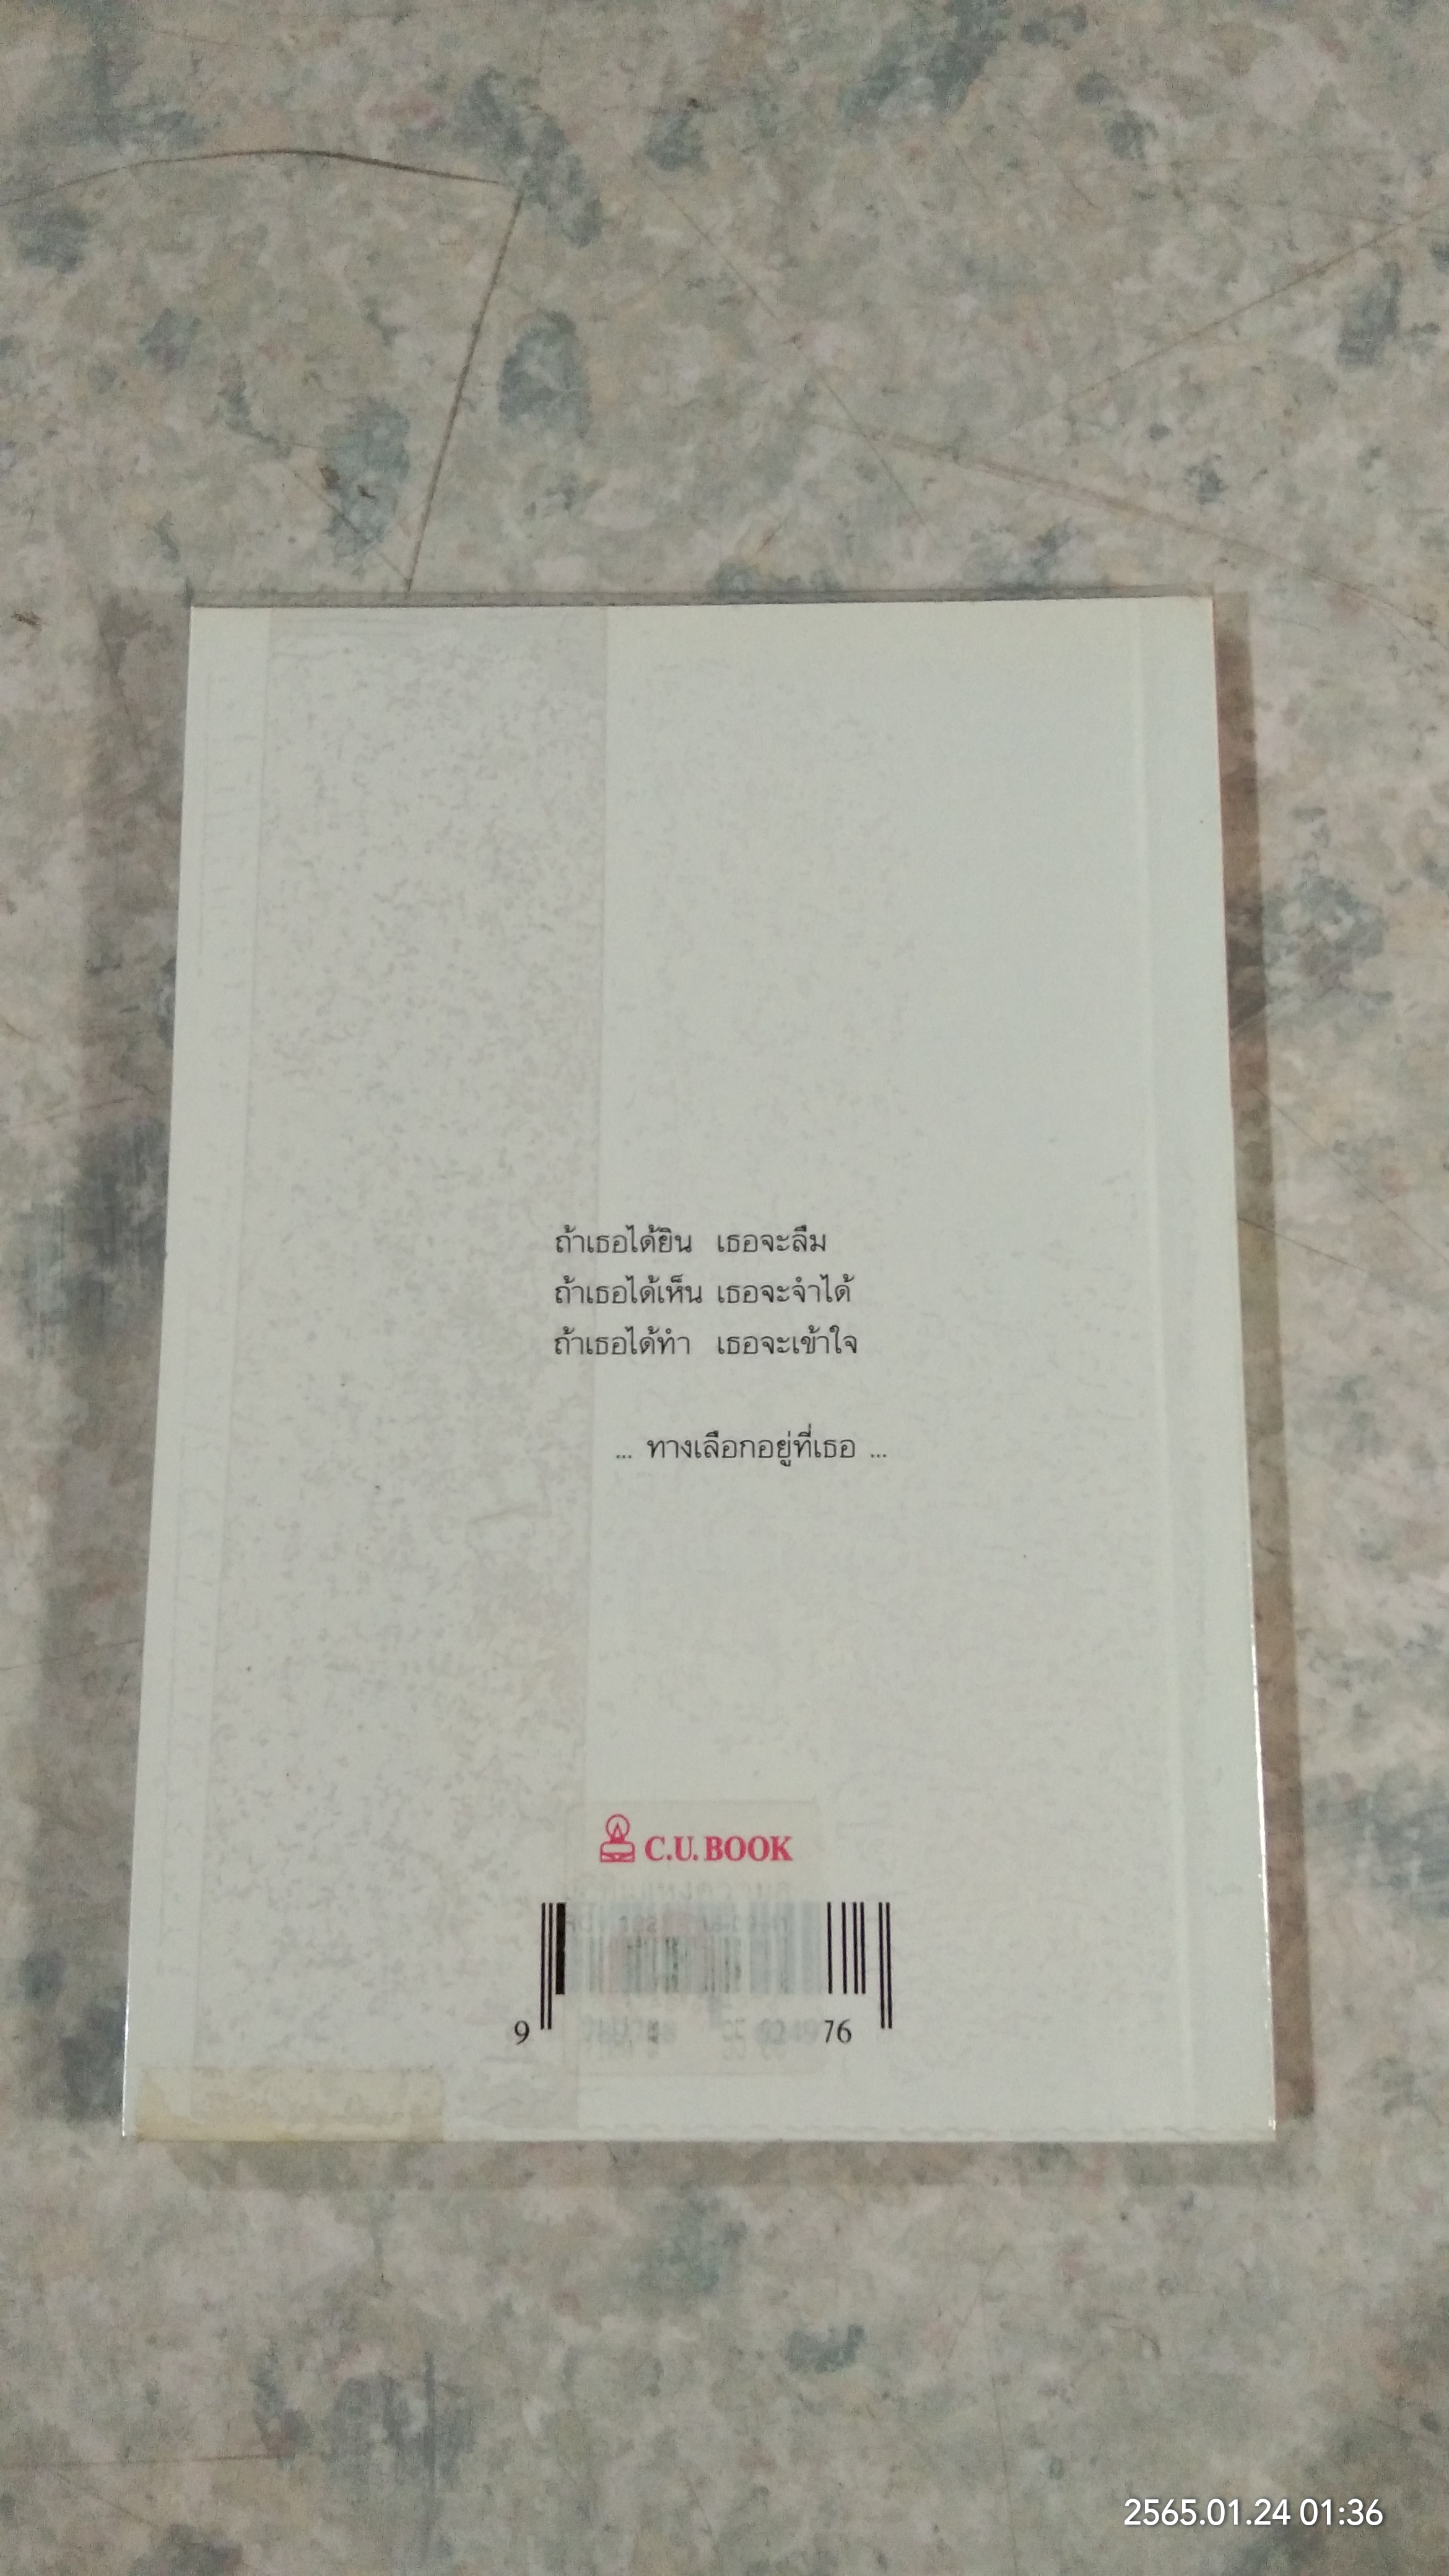 ถ้าเธอได้ยิน เธอจะลืม
ถ้าเธอได้เห็น เธอจะจำได้
ถ้าเธอได้ทำ เธอจะเข้าใจ
... ทางเลือกอยู่ที่เธอ ...
C.U. BOOK
9 76
2565.01.24 01:36